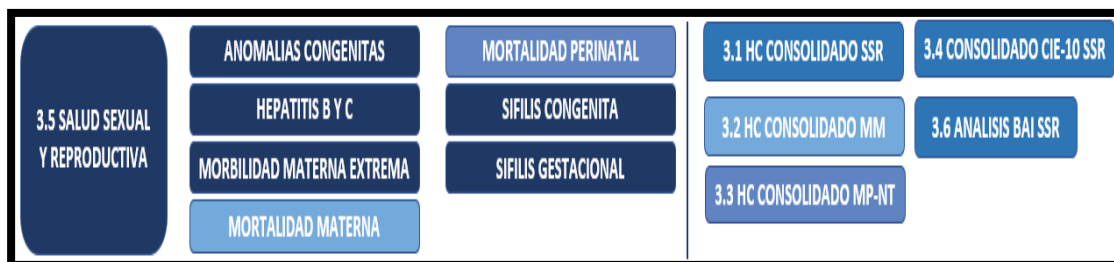 3.5 SALUD SEXUAL
Y REPRODUCTIVA
ANOMALIAS CONGENITAS
HEPATITIS B Y C
MORBILIDAD MATERNA EXTREMA
MORTALIDAD MATERNA
MORTALIDAD PERINATAL
SIFILIS CONGENITA
SIFILIS GESTACIONAL
3.1 HC CONSOLIDADO SSR
3.2 HC CONSOLIDADO MM
3.3 HC CONSOLIDADO MP-NT
3.4 CONSOLIDADO CIE-10 SSR
3.6 ANALISIS BAI SSR